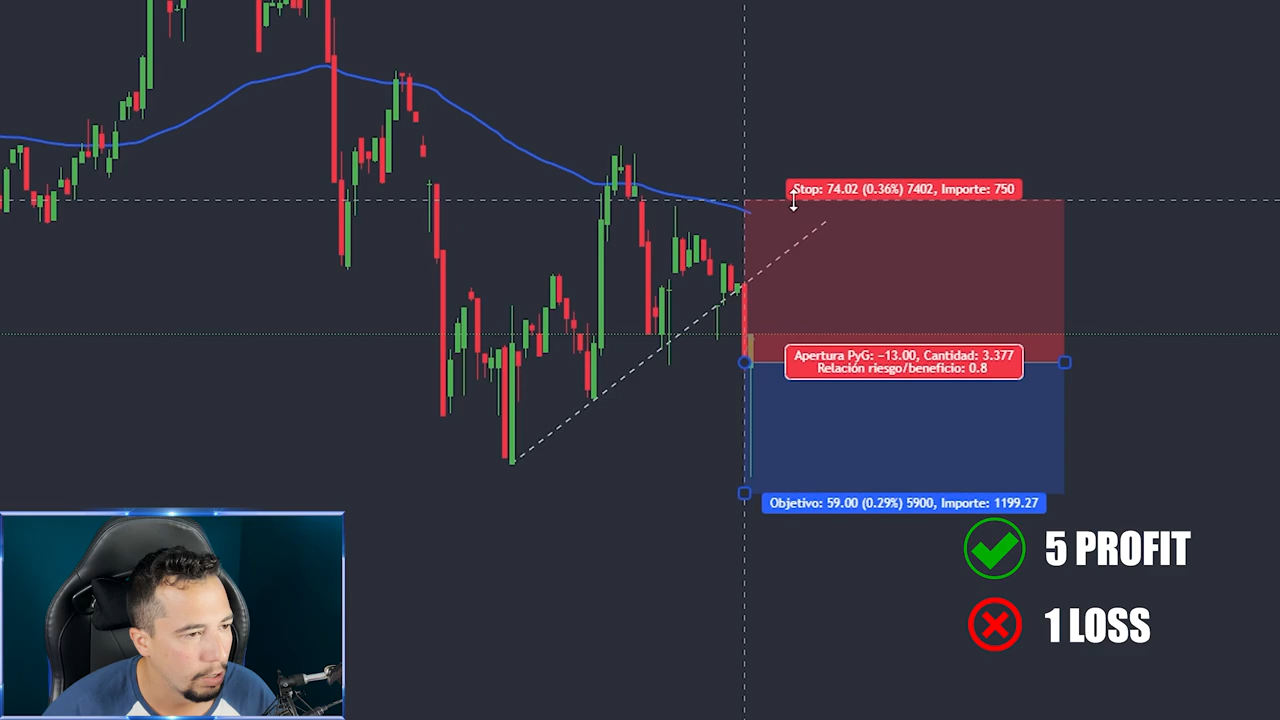 Stop: 74.02 (0.36%) 7402, Importe: 750
Apertura PyG: −13.00, Cantidad: 3.377
Relación riesgo/beneficio: 0.8
Objetivo: 59.00 (0.29%) 5900, Importe: 1199.27
5 PROFIT
1 LOSS